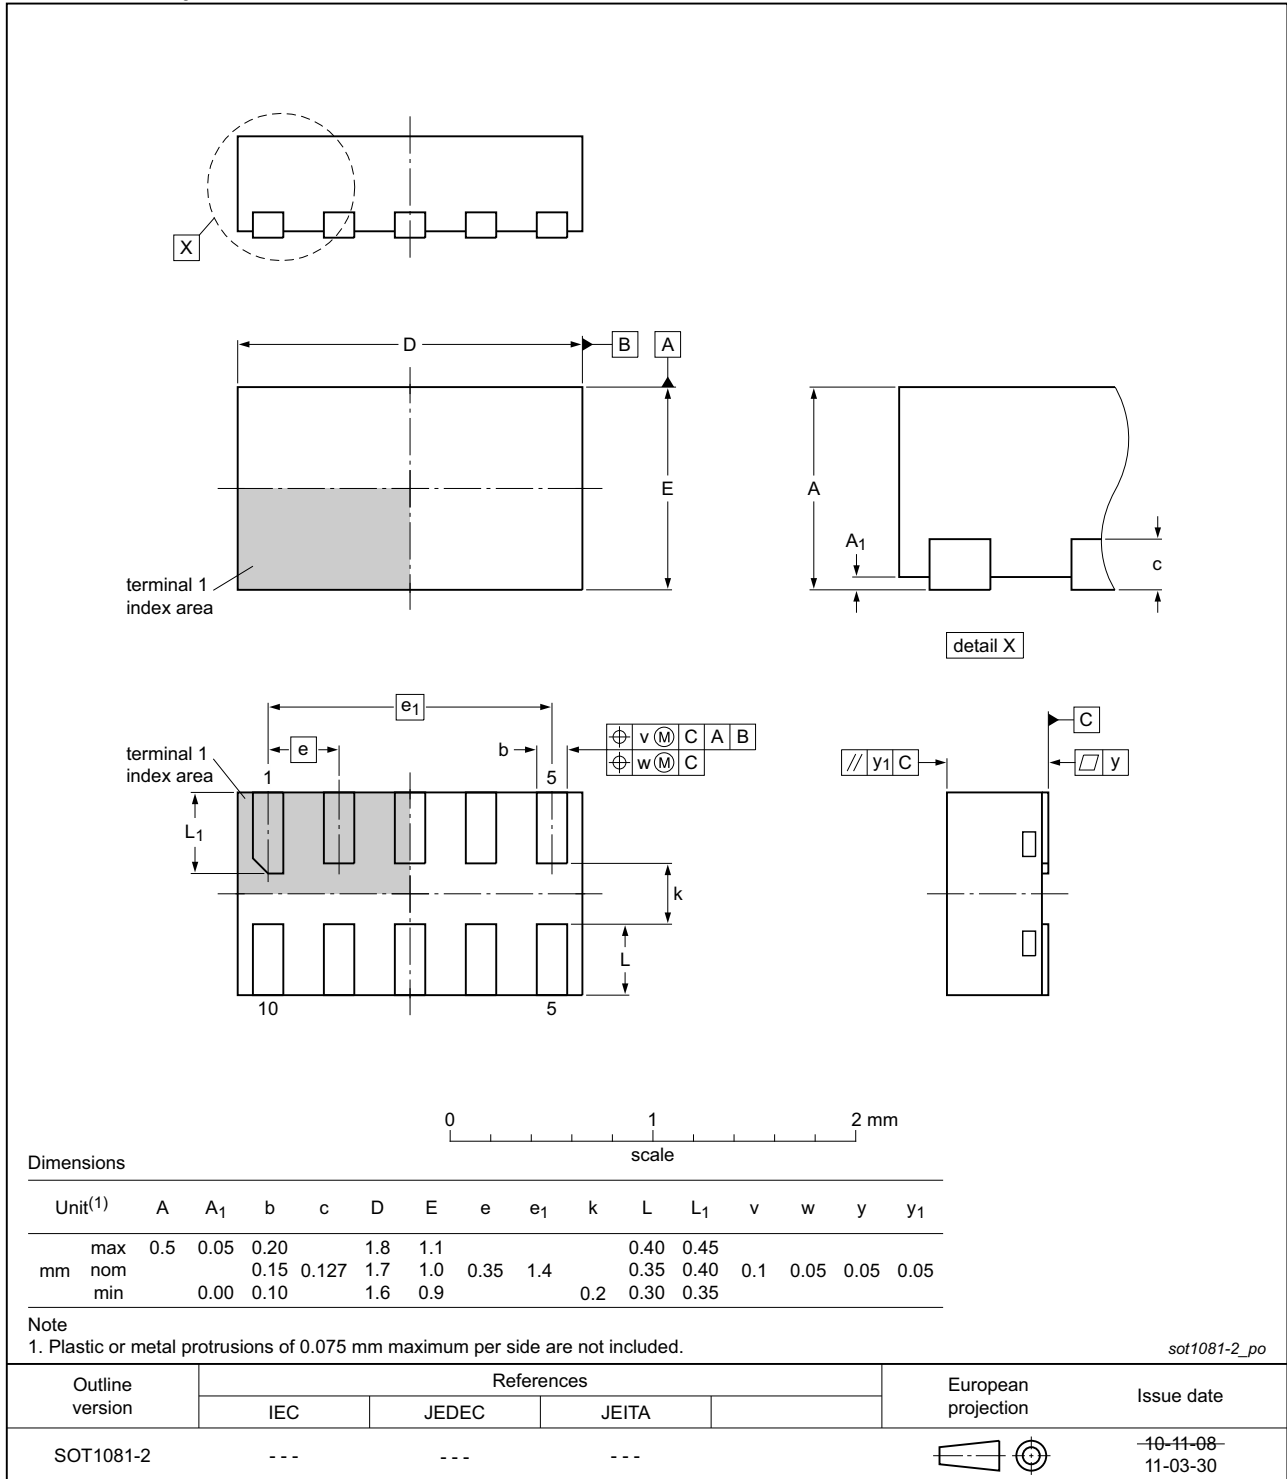 X
D
B
A
E
terminal 1
index area
A
A1
c
detail X
e1
e
b
v Ⓜ C A B
w Ⓜ C
terminal 1
index area
1
5
L1
k
L
10
5
C
// y1 C
y
0 1 2 mm
scale
Dimensions
Unit(1) A A1 b c D E e e1 k L L1 v w y y1
max 0.5 0.05 0.20 1.8 1.1 0.40 0.45
mm nom 0.15 0.127 1.7 1.0 0.35 1.4 0.35 0.40 0.1 0.05 0.05 0.05
min 0.00 0.10 1.6 0.9 0.2 0.30 0.35
Note
1. Plastic or metal protrusions of 0.075 mm maximum per side are not included.
sot1081-2_po
Outline version
References
European projection
Issue date
IEC JEDEC JEITA
SOT1081-2 - - - - - - - - -
10-11-08
11-03-30